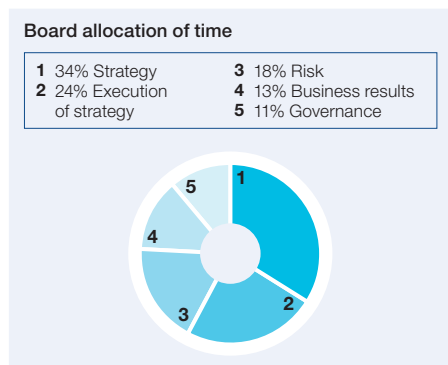 Board allocation of time
1 34% Strategy
2 24% Execution
of strategy
3 18% Risk
4 13% Business results
5 11% Governance
1
2
3
4
5